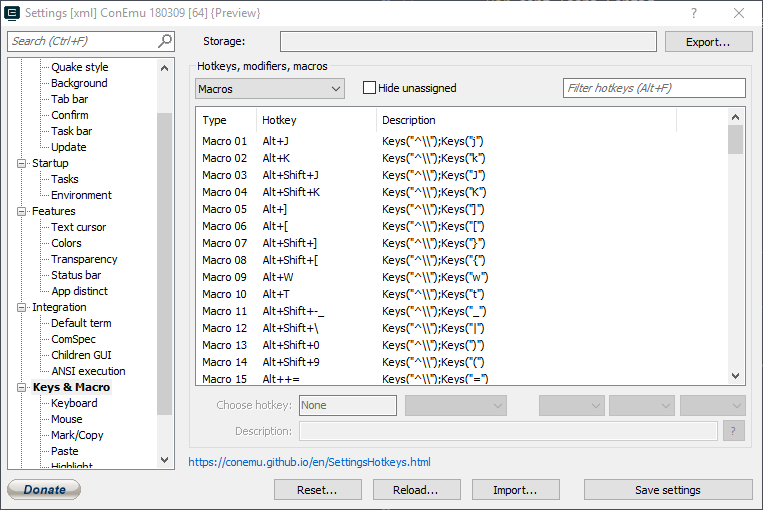 Settings [xml] ConEmu 180309 [64] {Preview}
Search (Ctrl+F)
Storage:
Export...
Quake style
Background
Tab bar
Confirm
Task bar
Update
Startup
Tasks
Environment
Features
Text cursor
Colors
Transparency
Status bar
App distinct
Integration
Default term
ComSpec
Children GUI
ANSI execution
Keys & Macro
Keyboard
Mouse
Mark/Copy
Paste
Highlight
Hotkeys, modifiers, macros
Macros
Hide unassigned
Filter hotkeys (Alt+F)
Type Hotkey Description
Macro 01 Alt+J Keys("^\\");Keys("j")
Macro 02 Alt+K Keys("^\\");Keys("k")
Macro 03 Alt+Shift+J Keys("^\\");Keys("J")
Macro 04 Alt+Shift+K Keys("^\\");Keys("K")
Macro 05 Alt+] Keys("^\\");Keys("]")
Macro 06 Alt+[ Keys("^\\");Keys("[")
Macro 07 Alt+Shift+] Keys("^\\");Keys("}")
Macro 08 Alt+Shift+[ Keys("^\\");Keys("{")
Macro 09 Alt+W Keys("^\\");Keys("w")
Macro 10 Alt+T Keys("^\\");Keys("t")
Macro 11 Alt+Shift+-_ Keys("^\\");Keys("_")
Macro 12 Alt+Shift+\ Keys("^\\");Keys("|")
Macro 13 Alt+Shift+0 Keys("^\\");Keys(")")
Macro 14 Alt+Shift+9 Keys("^\\");Keys("(")
Macro 15 Alt++= Keys("^\\");Keys("=")
Choose hotkey: None
Description:
?
https://conemu.github.io/en/SettingsHotkeys.html
Donate
Reset...
Reload...
Import...
Save settings